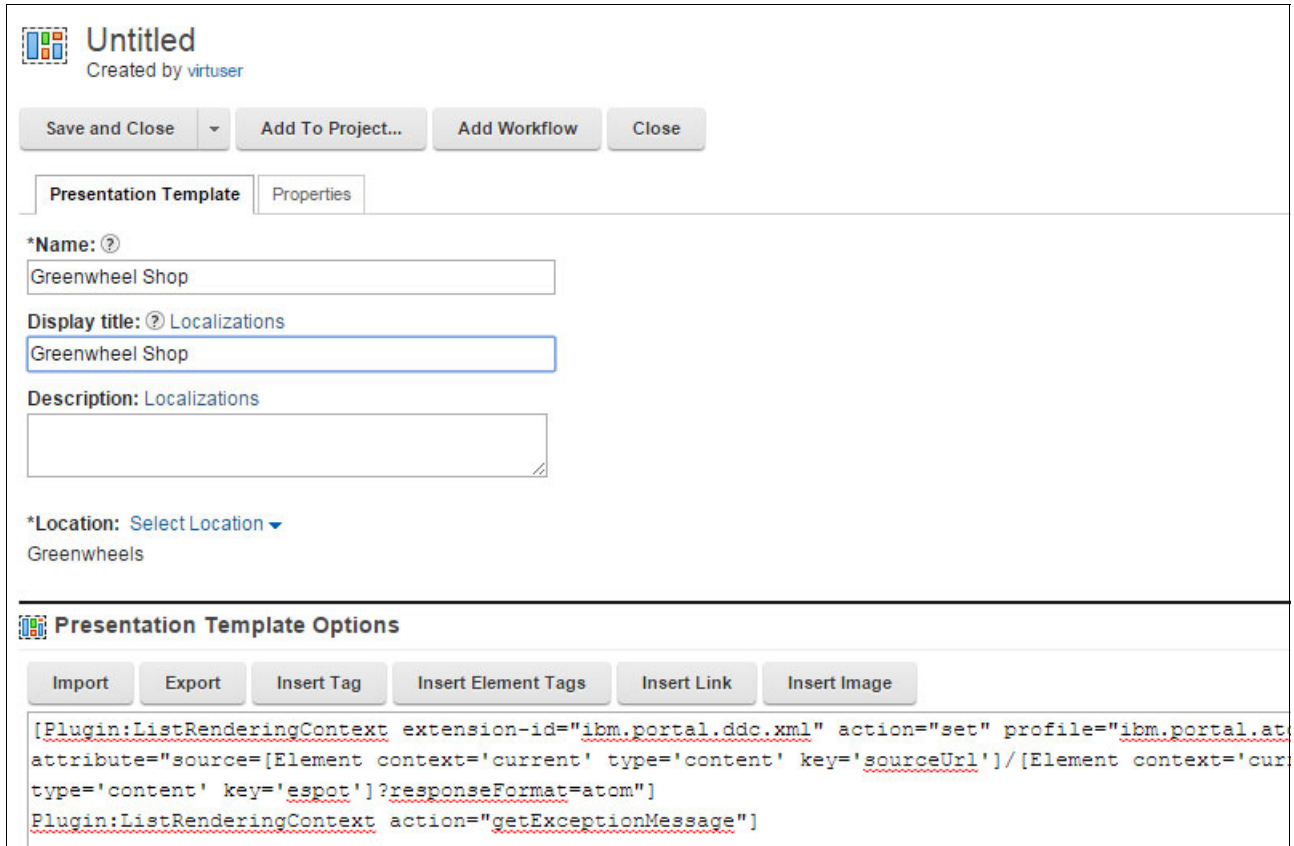 Untitled
Created by virtuser
Save and Close Add To Project... Add Workflow Close
Presentation Template Properties
*Name: ?
Greenwheel Shop
Display title: ? Localizations
Greenwheel Shop
Description: Localizations
*Location: Select Location
Greenwheels
Presentation Template Options
Import Export Insert Tag Insert Element Tags Insert Link Insert Image
[Plugin:ListRenderingContext extension-id="ibm.portal.ddc.xml" action="set" profile="ibm.portal.ato
attribute="source=[Element context='current' type='content' key='sourceUrl']/[Element context='cur
type='content' key='espot']?responseFormat=atom"]
Plugin:ListRenderingContext action="getExceptionMessage"]